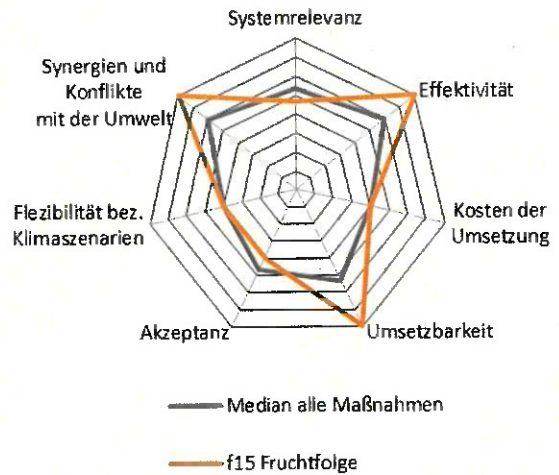 Systemrelevanz
Synergien und
Konflikte
mit der Umwelt
Effektivität
Flezibilität bez.
Klimaszenarien
Kosten der
Umsetzung
Akzeptanz
Umsetzbarkeit
Median alle Maßnahmen
f15 Fruchtfolge